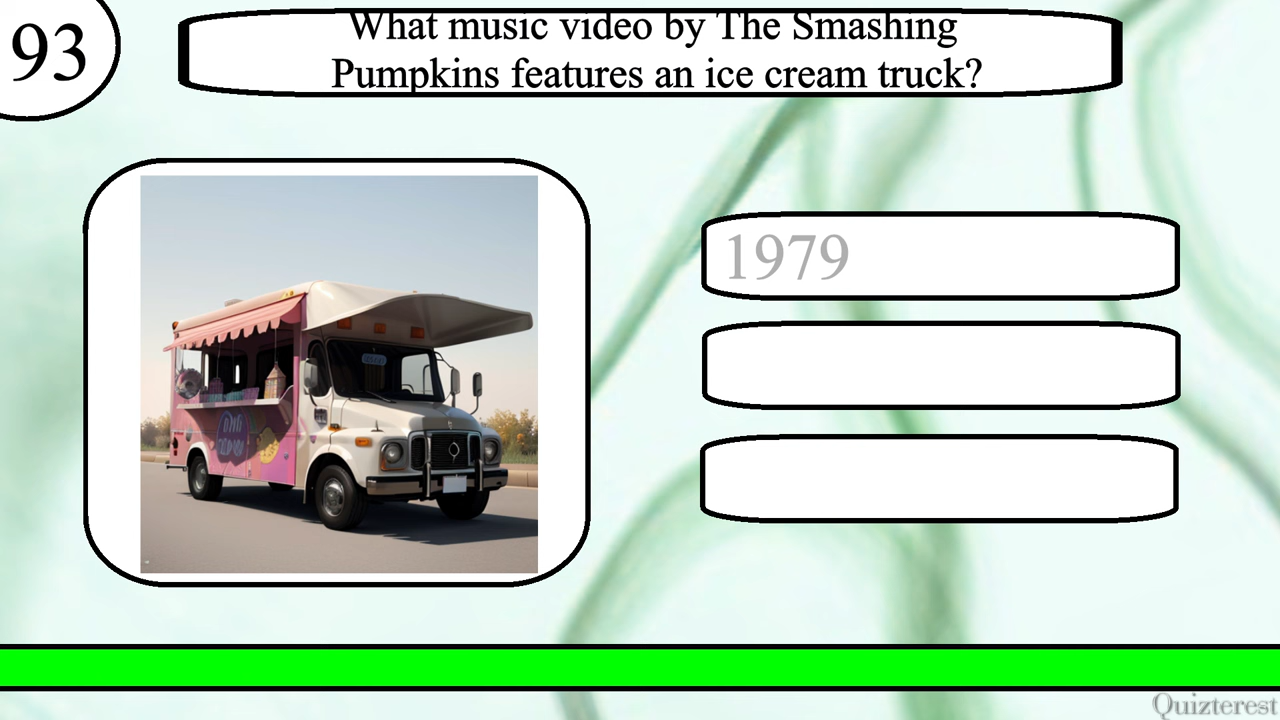 93
What music video by The Smashing
Pumpkins features an ice cream truck?
1979
Quizterest